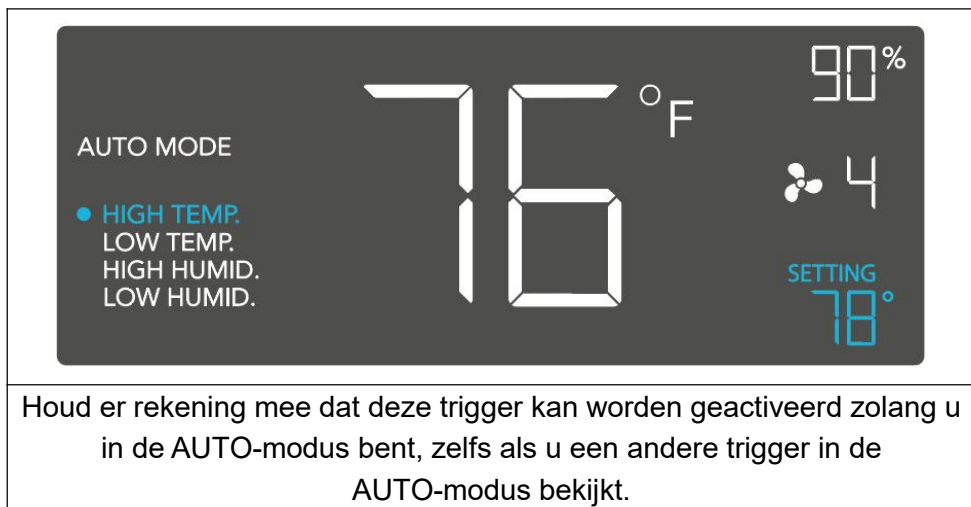 AUTO MODE
HIGH TEMP.
LOW TEMP.
HIGH HUMID.
LOW HUMID.
76 °F
90%
4
SETTING
78°
Houd er rekening mee dat deze trigger kan worden geactiveerd zolang u
in de AUTO-modus bent, zelfs als u een andere trigger in de
AUTO-modus bekijkt.